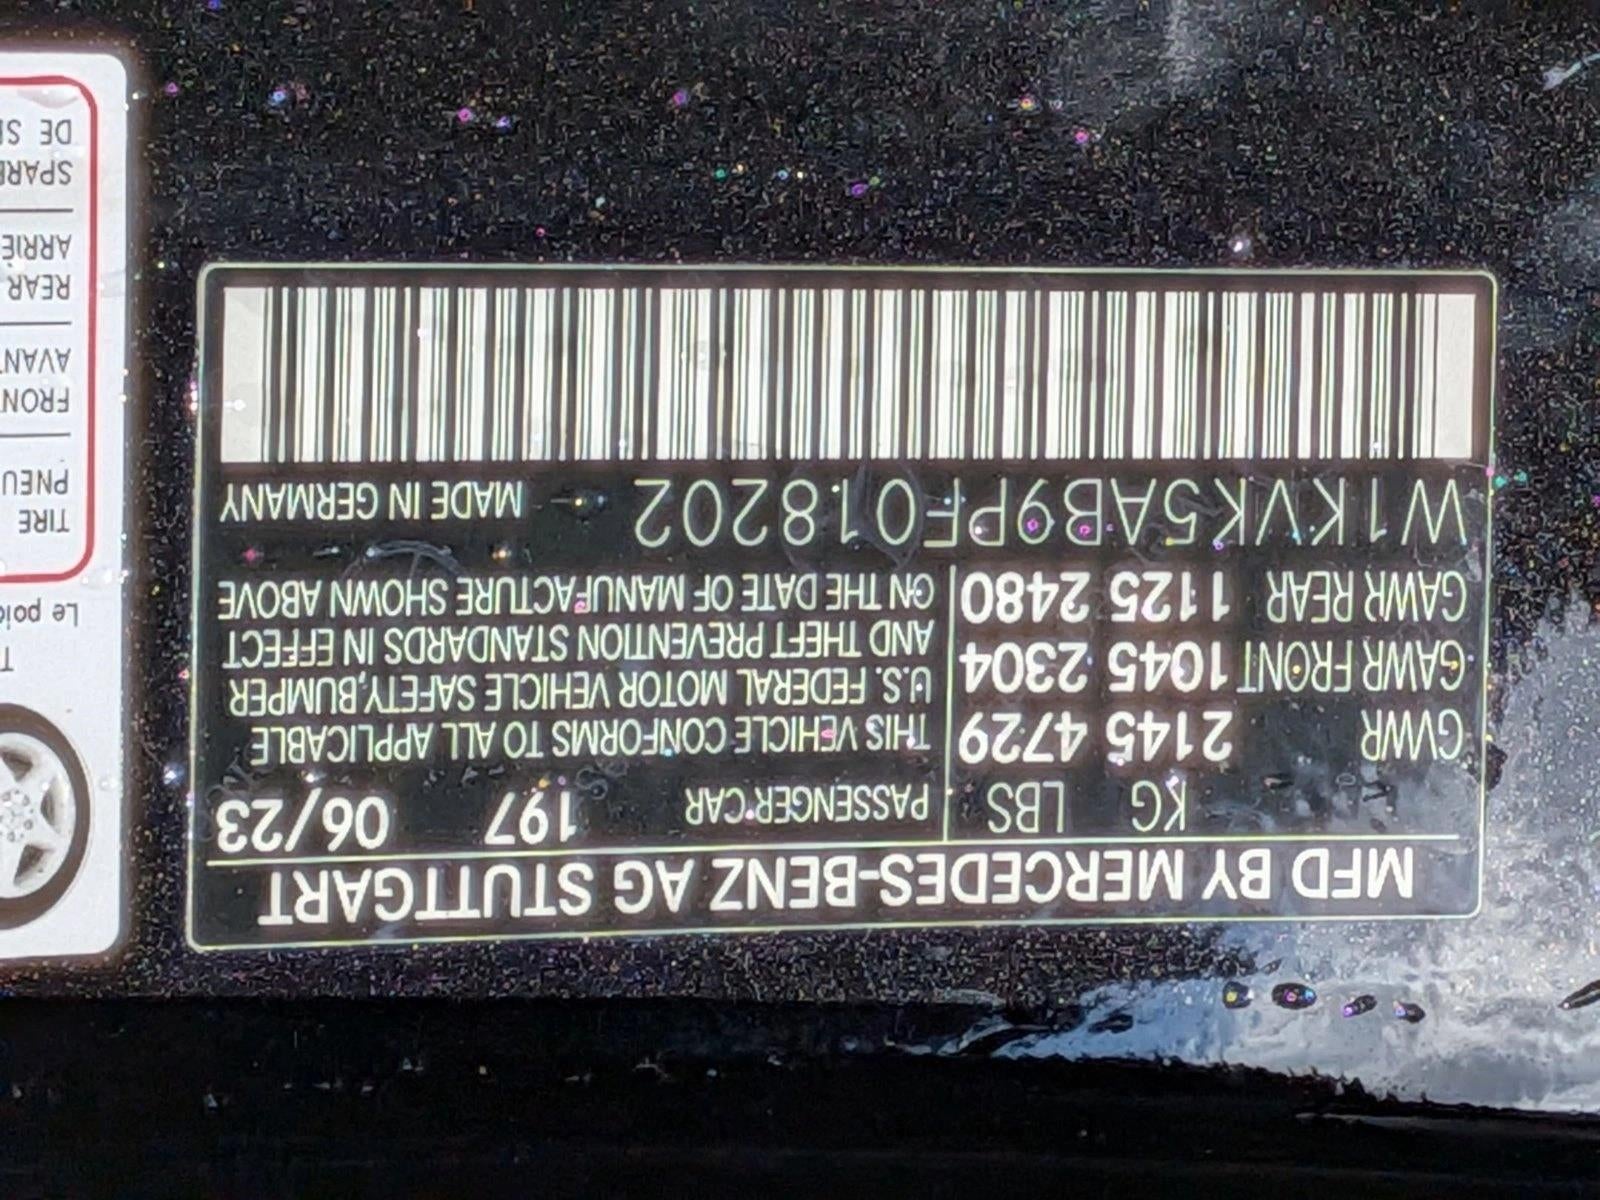 MFD BY MERCEDES-BENZ AG STUTTGART
KG LBS
GVWR 2145 4729
GAWR FRONT 1045 2304
GAWR REAR 1125 2480
PASSENGER CAR 197 06/23
THIS VEHICLE CONFORMS TO ALL APPLICABLE
U.S. FEDERAL MOTOR VEHICLE SAFETY, BUMPER
AND THEFT PREVENTION STANDARDS IN EFFECT
ON THE DATE OF MANUFACTURE SHOWN ABOVE
W1KVK5AB9PF018202 MADE IN GERMANY
Le
TIRE
PNEU
FRONT
AVANT
REAR
DE